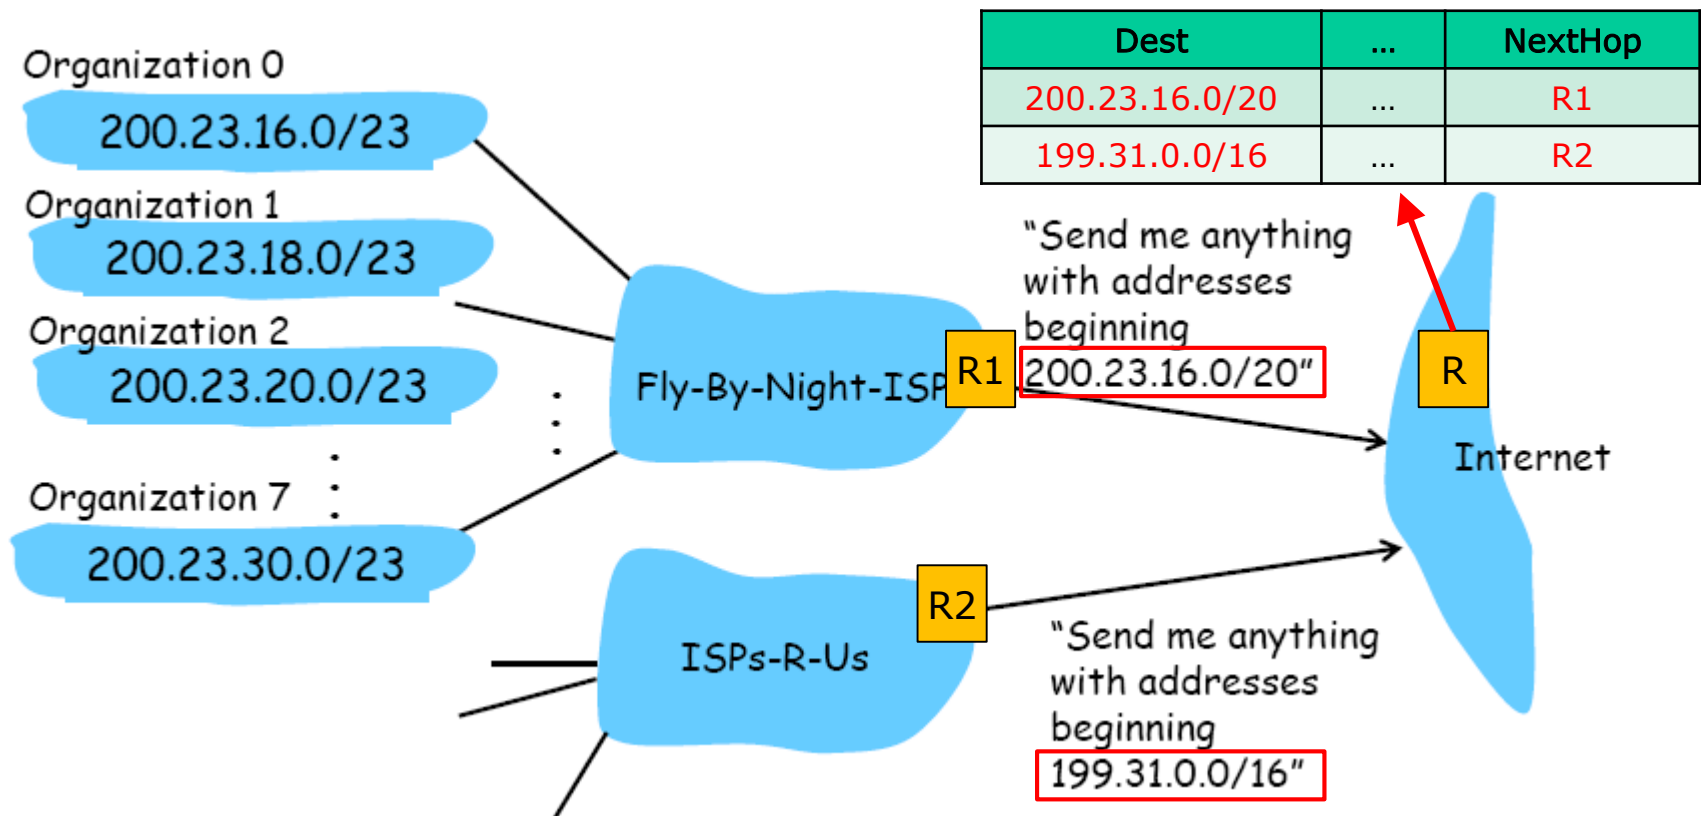 Dest ... NextHop
200.23.16.0/20 ... R1
199.31.0.0/16 ... R2
Organization 0
200.23.16.0/23
Organization 1
200.23.18.0/23
Organization 2
200.23.20.0/23
Organization 7
200.23.30.0/23
Fly-By-Night-ISP
R1
"Send me anything
with addresses
beginning
200.23.16.0/20"
R
Internet
ISPs-R-Us
R2
"Send me anything
with addresses
beginning
199.31.0.0/16"